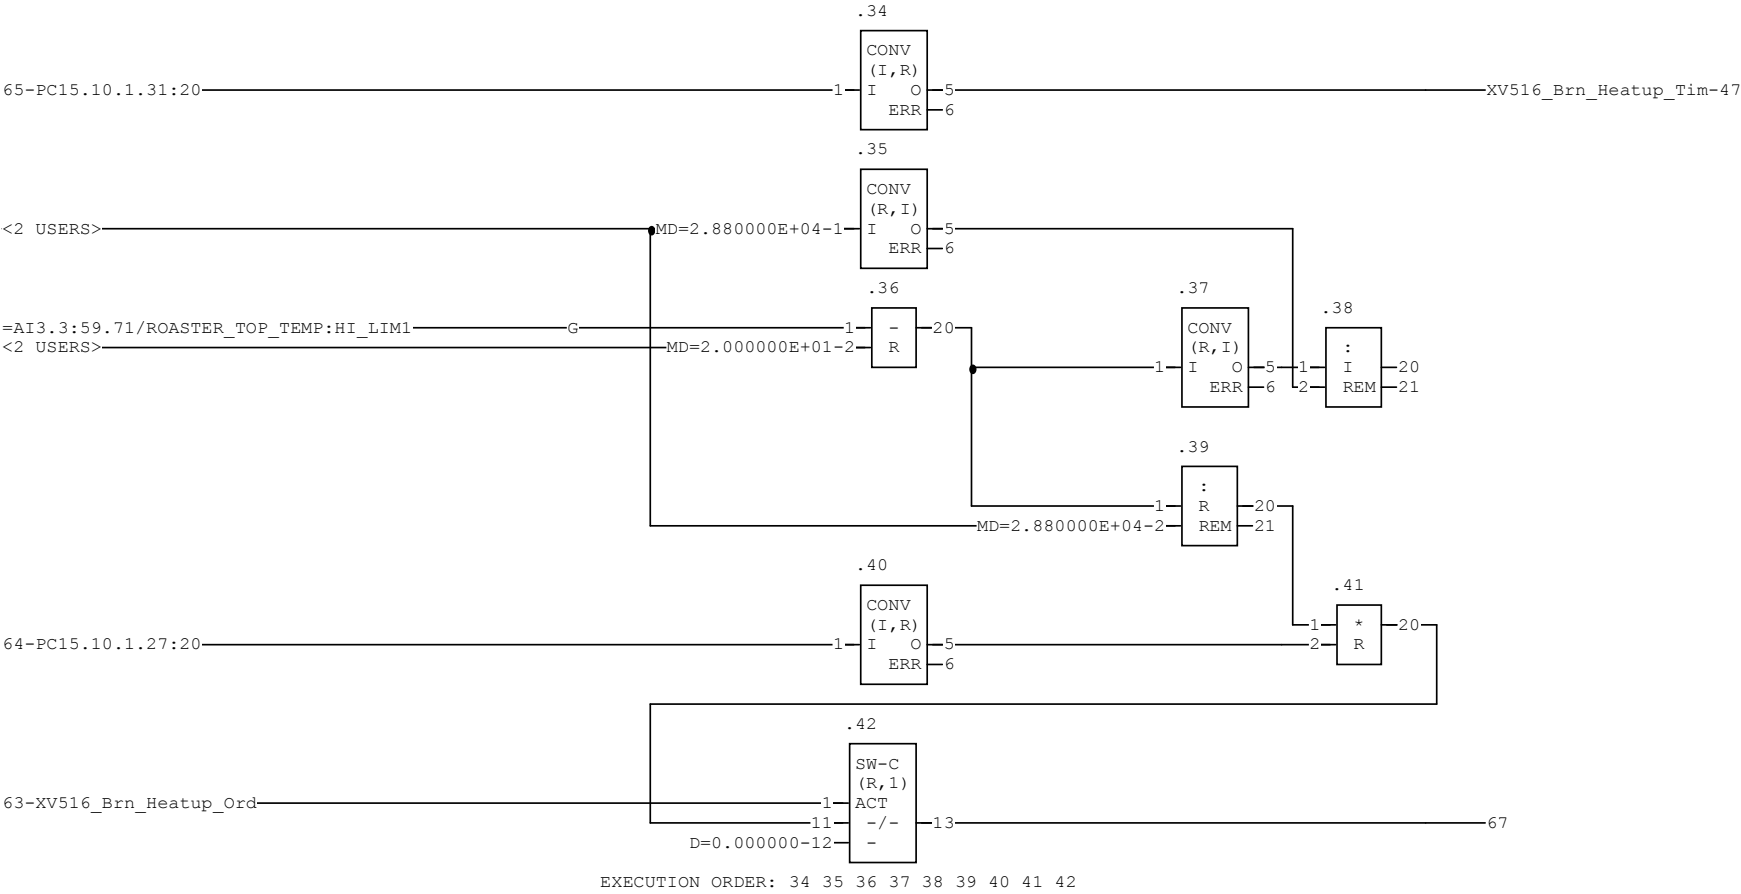 .34
CONV
(I,R)
65-PC15.10.1.31:20 1 I O 5 XV516_Brn_Heatup_Tim-47
ERR 6
.35
CONV
(R,I)
<2 USERS> MD=2.880000E+04-1 I O 5
ERR 6
.36 .37
.38
=AI3.3:59.71/ROASTER_TOP_TEMP:HI_LIM1 G 1 - 20 CONV
<2 USERS> MD=2.000000E+01-2 R (R,I) :
1 I O 5 1 I 20
ERR 6 2 REM 21
.39
:
1 R 20
MD=2.880000E+04-2 REM 21
.40
.41
CONV
(I,R) 1 * 20
64-PC15.10.1.27:20 1 I O 5 2 R
ERR 6
.42
SW-C
(R,1)
63-XV516_Brn_Heatup_Ord 1 ACT
11 -/- 13 67
D=0.000000-12 -
EXECUTION ORDER: 34 35 36 37 38 39 40 41 42